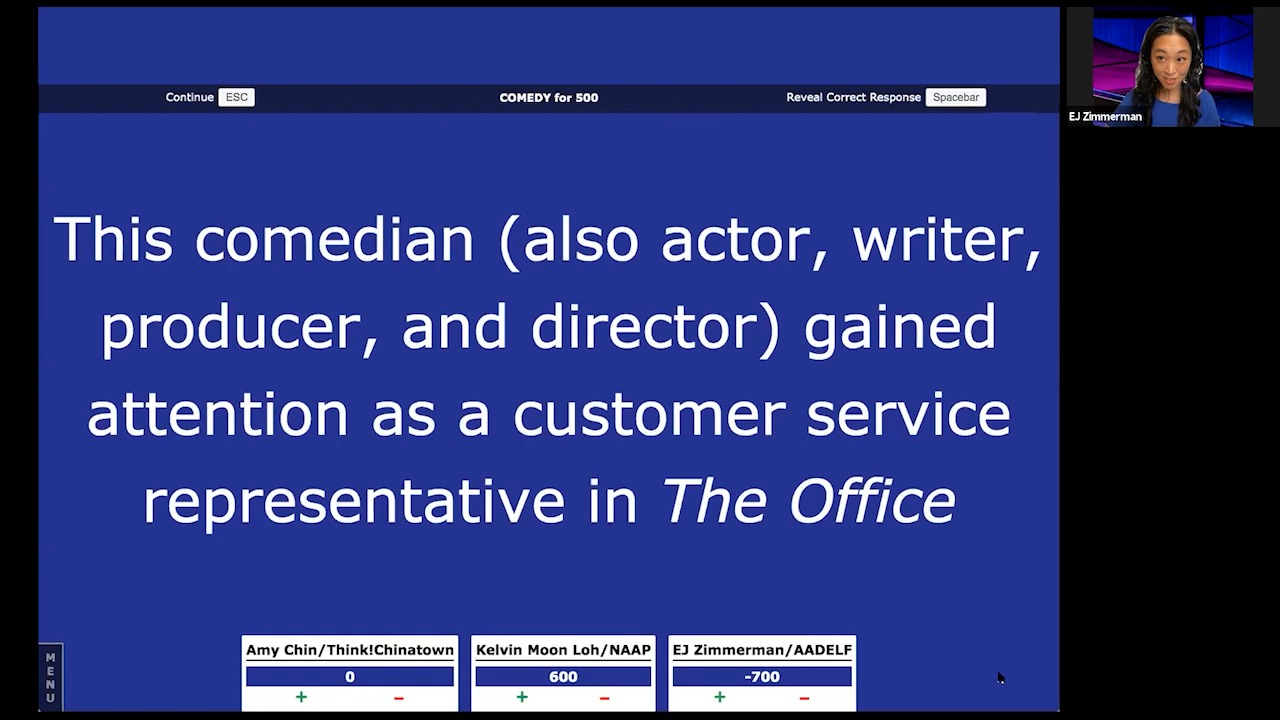 Continue ESC COMEDY for 500 Reveal Correct Response Spacebar
EJ Zimmerman
This comedian (also actor, writer,
producer, and director) gained
attention as a customer service
representative in The Office
MENU
Amy Chin/Think!Chinatown Kelvin Moon Loh/NAAP EJ Zimmerman/AADELF
0 600 -700
+ − + − + −